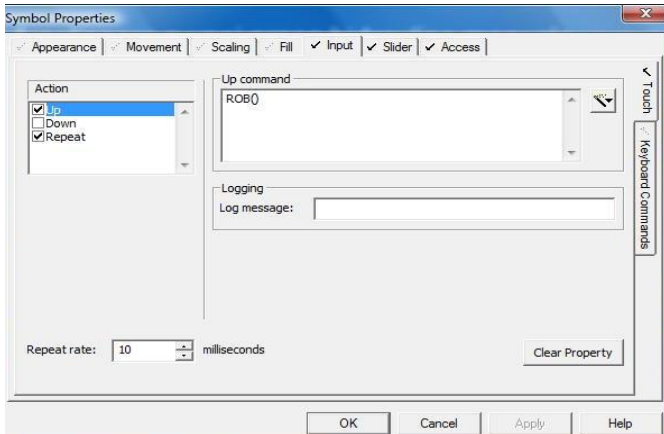 Symbol Properties
Appearance Movement Scaling Fill Input Slider Access
Action
Up
Down
Repeat
Up command
ROB()
Logging
Log message:
Repeat rate: 10 milliseconds
Clear Property
Touch
Keyboard Commands
OK Cancel Apply Help